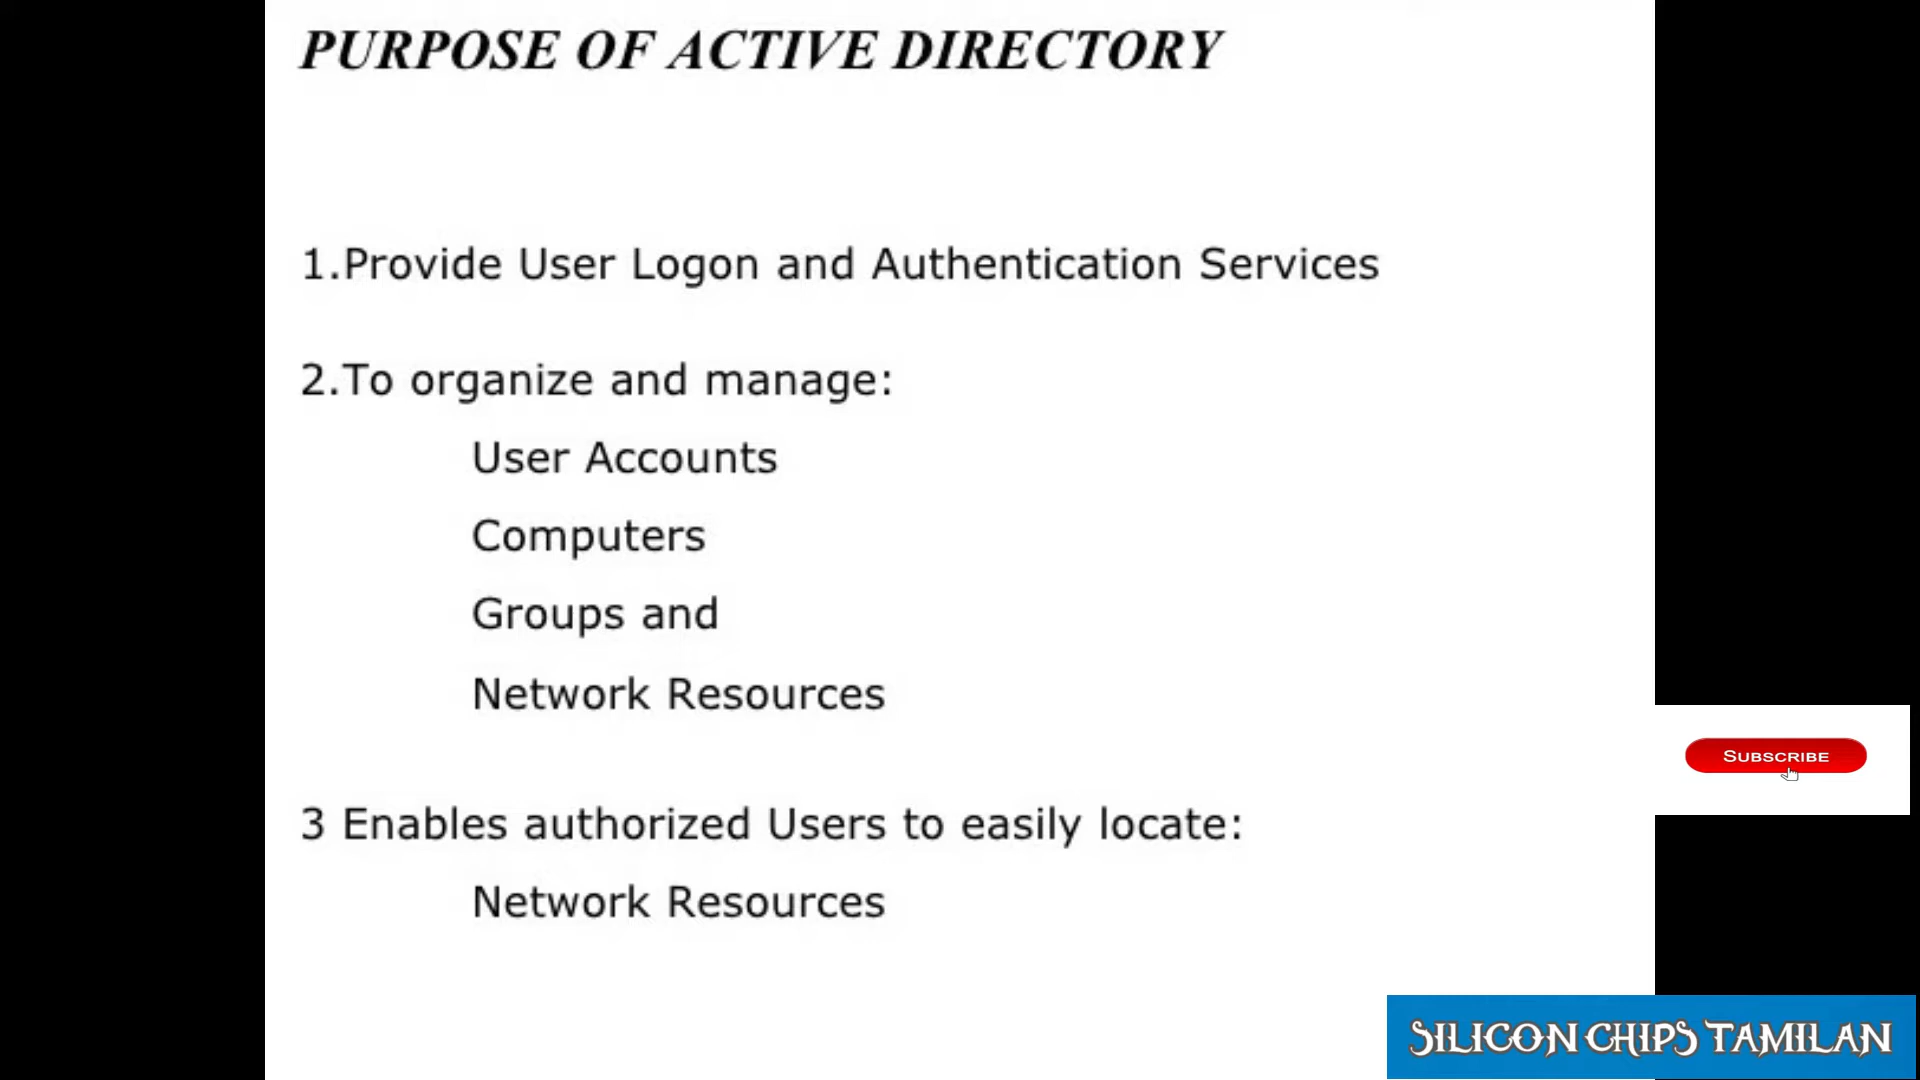 PURPOSE OF ACTIVE DIRECTORY
1.Provide User Logon and Authentication Services
2.To organize and manage:
User Accounts
Computers
Groups and
Network Resources
3 Enables authorized Users to easily locate:
Network Resources
SUBSCRIBE
SILICON CHIPS TAMILAN